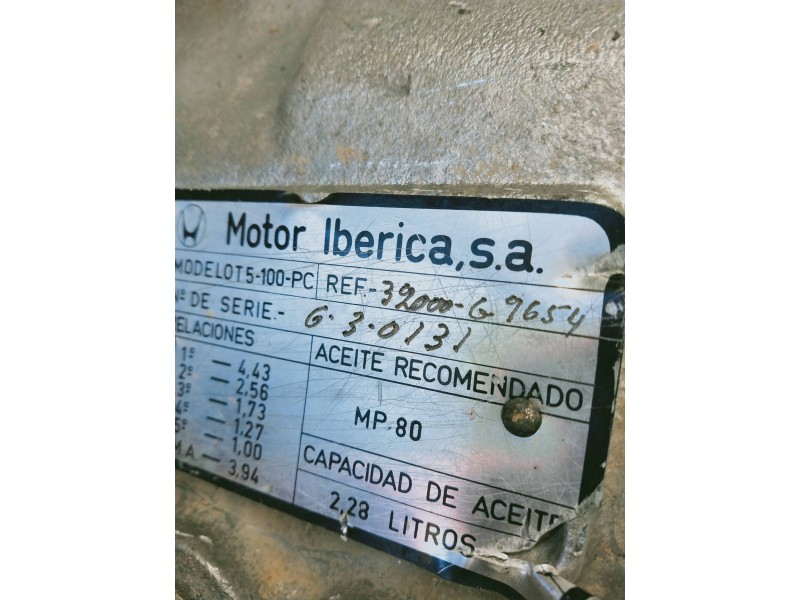 Motor Iberica, s.a.
MODELO T5-100-PC REF.- 32000-G9654
Nº DE SERIE.- G-3-0131
RELACIONES
1ª — 4,43
2ª — 2,56
3ª — 1,73
4ª — 1,27
5ª — 1,00
M A — 3,94
ACEITE RECOMENDADO
MP 80
CAPACIDAD DE ACEITE
2,28 LITROS